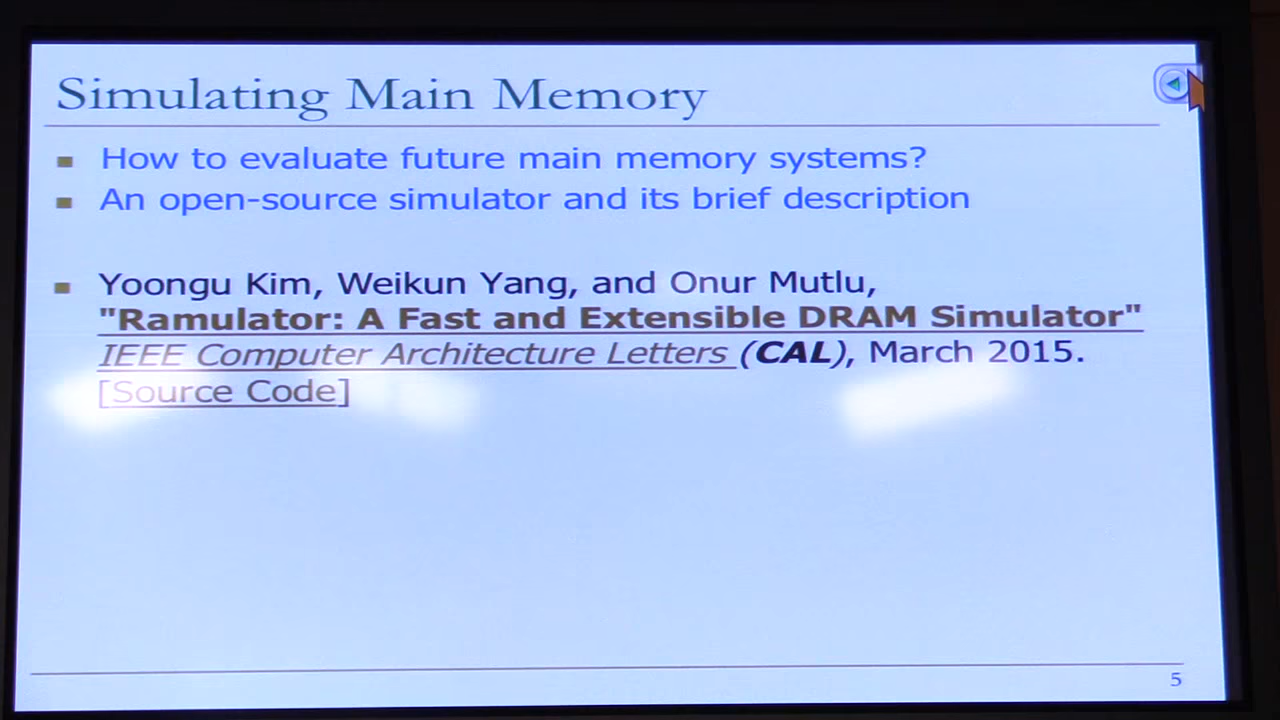 Simulating Main Memory
How to evaluate future main memory systems?
An open-source simulator and its brief description
Yoongu Kim, Weikun Yang, and Onur Mutlu,
"Ramulator: A Fast and Extensible DRAM Simulator"
IEEE Computer Architecture Letters (CAL), March 2015.
[Source Code]
5